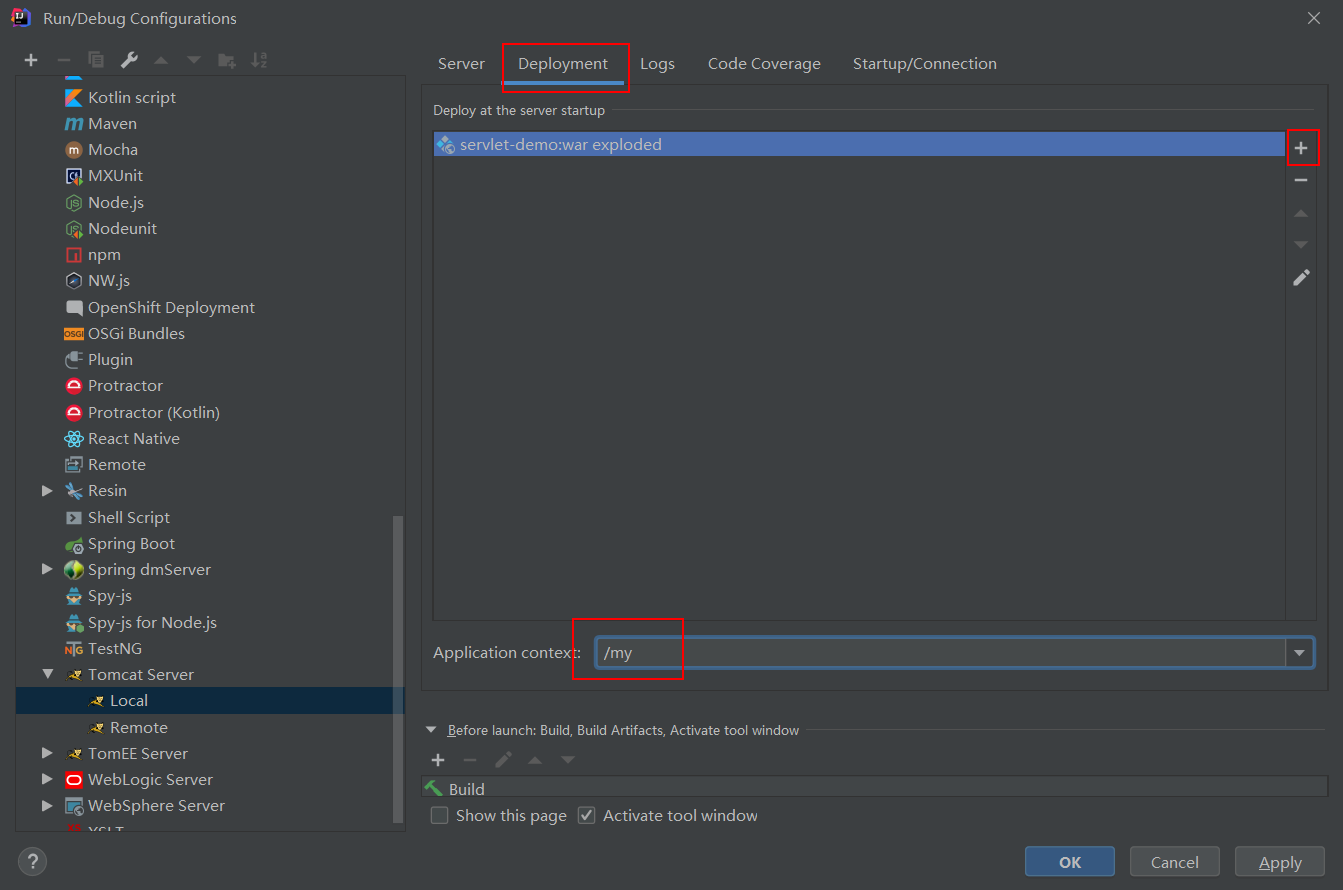 Run/Debug Configurations
Kotlin script
Maven
Mocha
MXUnit
Node.js
Nodeunit
npm
NW.js
OpenShift Deployment
OSGi Bundles
Plugin
Protractor
Protractor (Kotlin)
React Native
Remote
Resin
Shell Script
Spring Boot
Spring dmServer
Spy-js
Spy-js for Node.js
TestNG
Tomcat Server
Local
Remote
TomEE Server
WebLogic Server
WebSphere Server
XSLT
Server Deployment Logs Code Coverage Startup/Connection
Deploy at the server startup
servlet-demo:war exploded
Application context: /my
Before launch: Build, Build Artifacts, Activate tool window
Build
Show this page Activate tool window
? OK Cancel Apply